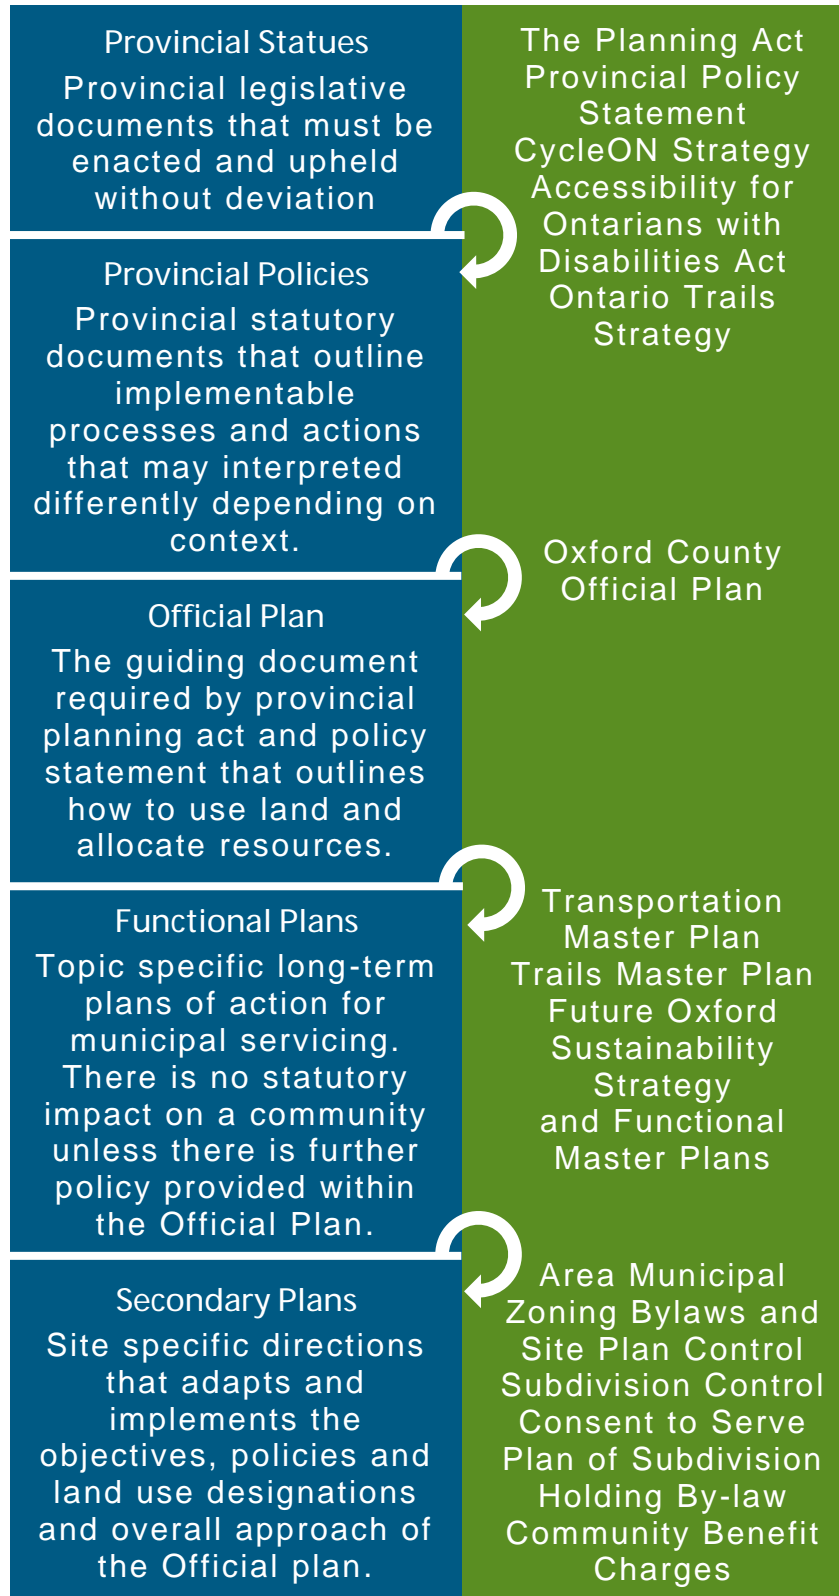 Provincial Statues
Provincial legislative
documents that must be
enacted and upheld
without deviation
The Planning Act
Provincial Policy
Statement
CycleON Strategy
Accessibility for
Ontarians with
Disabilities Act
Ontario Trails
Strategy
Provincial Policies
Provincial statutory
documents that outline
implementable
processes and actions
that may interpreted
differently depending on
context.
Oxford County
Official Plan
Official Plan
The guiding document
required by provincial
planning act and policy
statement that outlines
how to use land and
allocate resources.
Functional Plans
Topic specific long-term
plans of action for
municipal servicing.
There is no statutory
impact on a community
unless there is further
policy provided within
the Official Plan.
Transportation
Master Plan
Trails Master Plan
Future Oxford
Sustainability
Strategy
and Functional
Master Plans
Secondary Plans
Site specific directions
that adapts and
implements the
objectives, policies and
land use designations
and overall approach of
the Official plan.
Area Municipal
Zoning Bylaws and
Site Plan Control
Subdivision Control
Consent to Serve
Plan of Subdivision
Holding By-law
Community Benefit
Charges